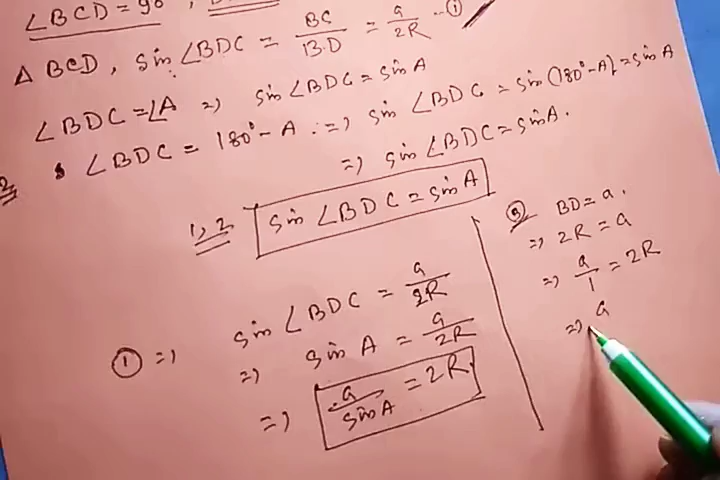 ∠BCD = 90°,
△ BCD, sin ∠BDC = BC/BD = a/2R --①
∠BDC = ∠A => sin ∠BDC = sin A
2, ∠BDC = 180° - A ∴ => sin ∠BDC = sin(180° - A) = sin A
=> sin ∠BDC = sin A.
1, 2 sin ∠BDC = sin A
① => sin ∠BDC = a/2R
=> sin A = a/2R
=> a/sin A = 2R.
③ BD = a.
=> 2R = a
=> a/1 = 2R
=> a